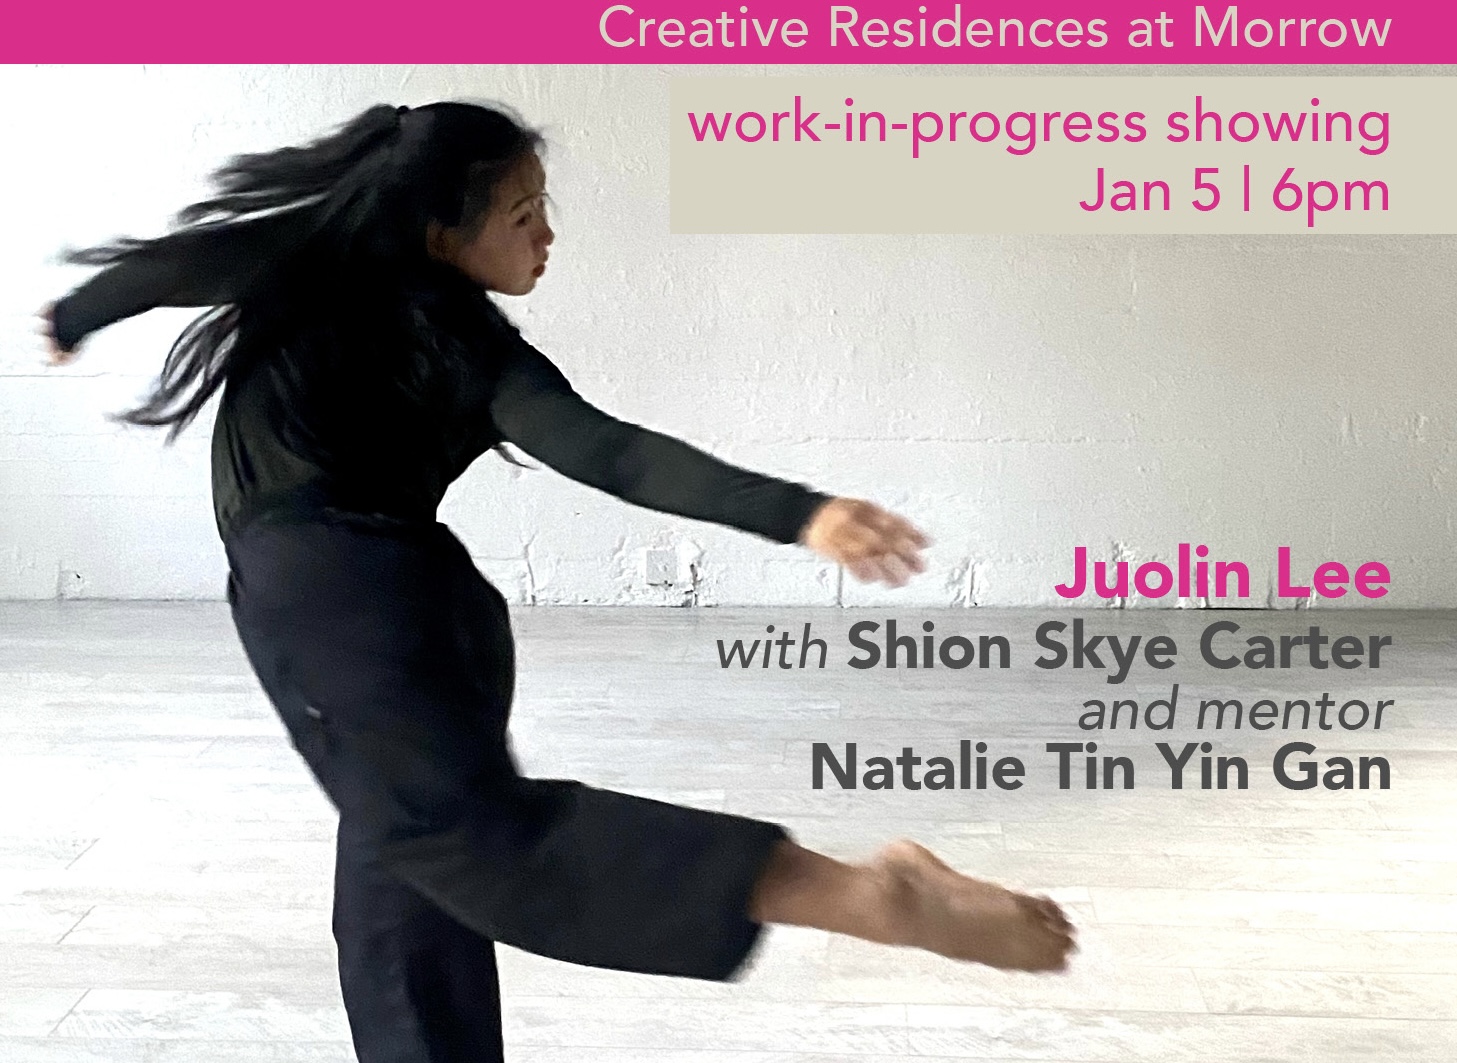 Creative Residences at Morrow
work-in-progress showing
Jan 5 | 6pm
Juolin Lee
with Shion Skye Carter
and mentor
Natalie Tin Yin Gan